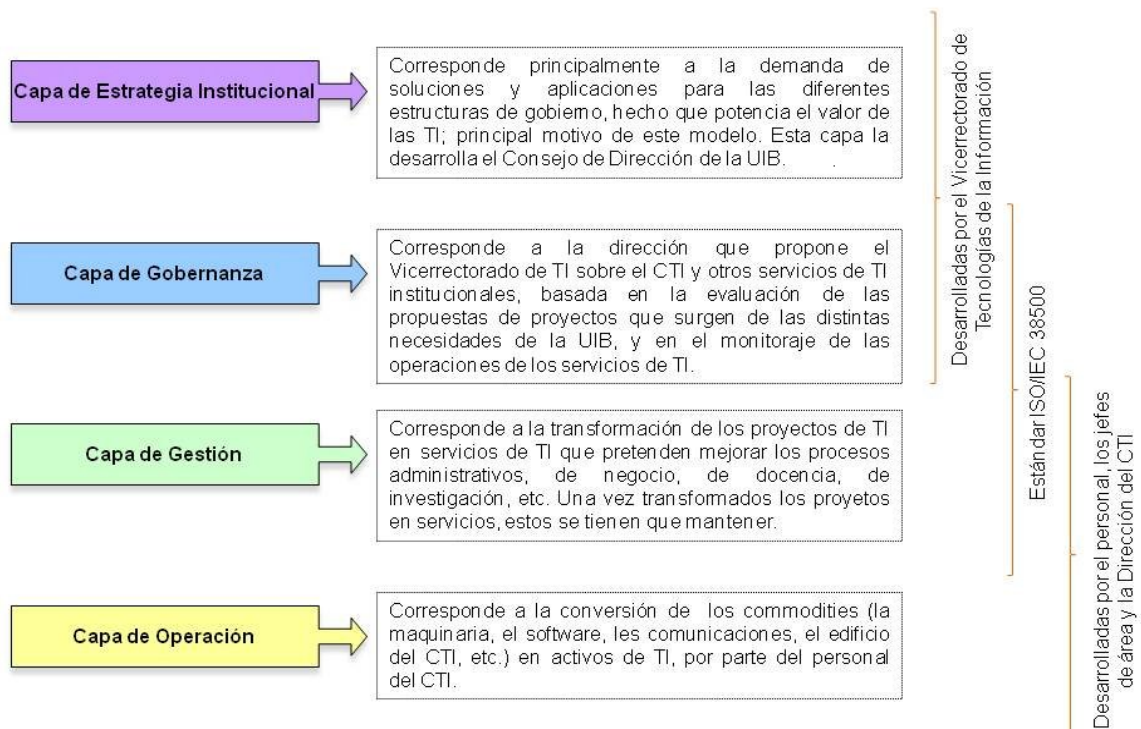 Capa de Estrategia Institucional
Corresponde principalmente a la demanda de
soluciones y aplicaciones para las diferentes
estructuras de gobierno, hecho que potencia el valor de
las TI; principal motivo de este modelo. Esta capa la
desarrolla el Consejo de Dirección de la UIB. .
Capa de Gobernanza
Corresponde a la dirección que propone el
Vicerrectorado de TI sobre el CTI y otros servicios de TI
institucionales, basada en la evaluación de las
propuestas de proyectos que surgen de las distintas
necesidades de la UIB, y en el monitoraje de las
operaciones de los servicios de TI.
Capa de Gestión
Corresponde a la transformación de los proyectos de TI
en servicios de TI que pretenden mejorar los procesos
administrativos, de negocio, de docencia, de
investigación, etc. Una vez transformados los proyetos
en servicios, estos se tienen que mantener.
Capa de Operación
Corresponde a la conversión de los commodities (la
maquinaria, el software, les comunicaciones, el edificio
del CTI, etc.) en activos de TI, por parte del personal
del CTI.
Desarrolladas por el Vicerrectorado de
Tecnologías de la Información
Estándar ISO/IEC 38500
Desarrolladas por el personal, los jefes
de área y la Dirección del CTI